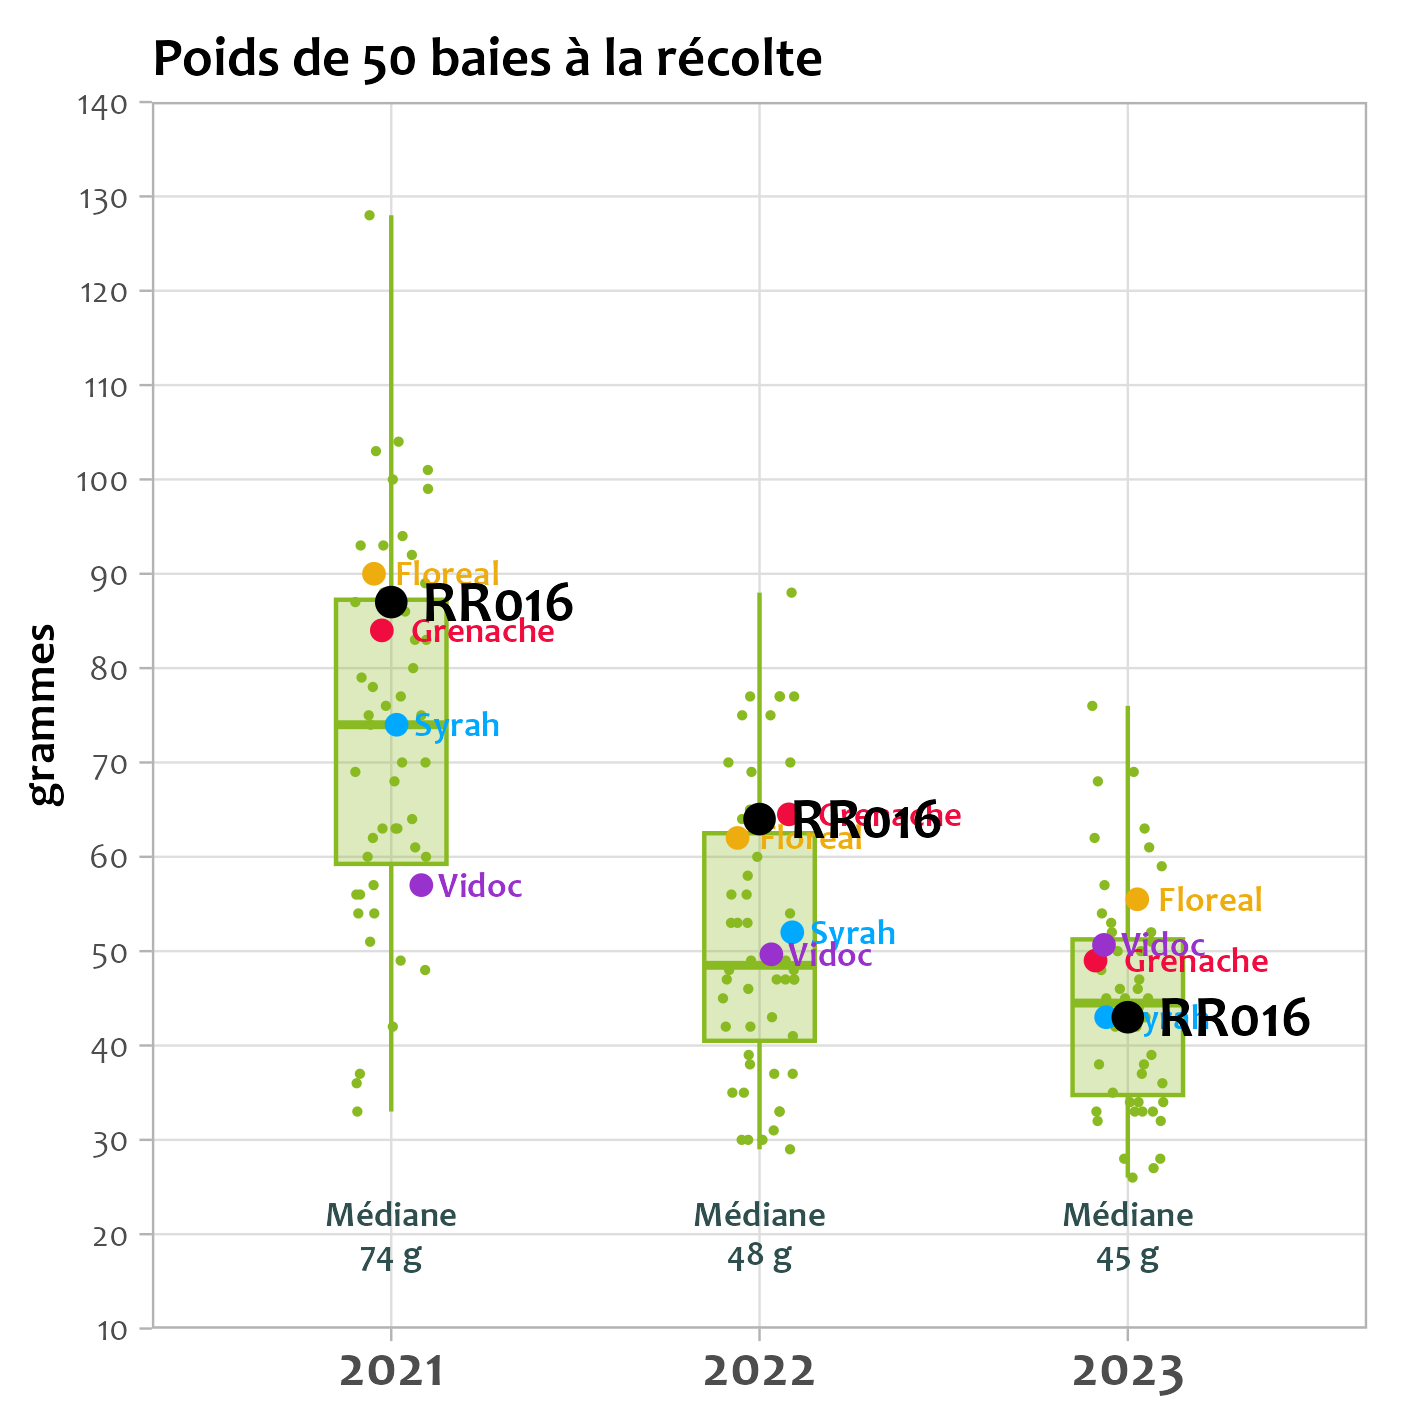 Poids de 50 baies à la récolte
grammes
140
130
120
110
100
90
80
70
60
50
40
30
20
10
Floreal
RR016
Grenache
Syrah
Vidoc
Grenache
RR016
Floreal
Syrah
Vidoc
Floreal
Vidoc
Grenache
Syrah
RR016
Médiane
74 g
Médiane
48 g
Médiane
45 g
2021
2022
2023